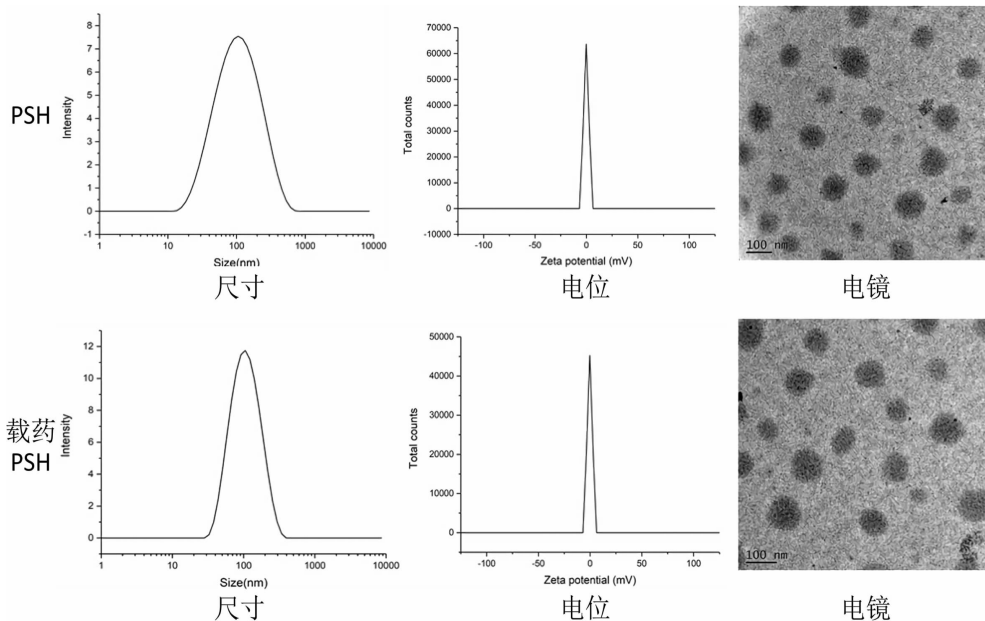 PSH
8
7
6
5
4
3
2
1
0
-1
Intensity
1
10
100
1000
10000
Size(nm)
尺寸
70000
60000
50000
40000
30000
20000
10000
0
-10000
Total counts
-100
-50
0
50
100
Zeta potential (mV)
电位
100 nm
电镜
载药
PSH
12
10
8
6
4
2
0
Intensity
1
10
100
1000
10000
Size(nm)
尺寸
50000
40000
30000
20000
10000
0
Total counts
-100
-50
0
50
100
Zeta potential (mV)
电位
100 nm
电镜